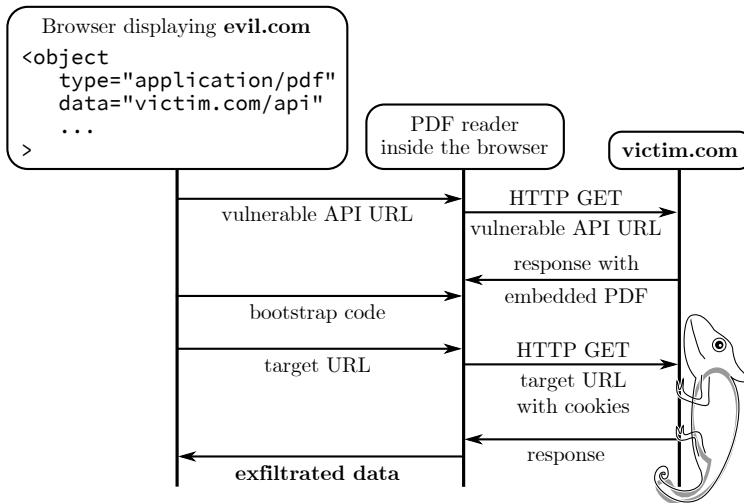 Browser displaying evil.com
<object
type="application/pdf"
data="victim.com/api"
...
>
PDF reader
inside the browser
victim.com
vulnerable API URL
HTTP GET
vulnerable API URL
response with
embedded PDF
bootstrap code
target URL
HTTP GET
target URL
with cookies
response
exfiltrated data